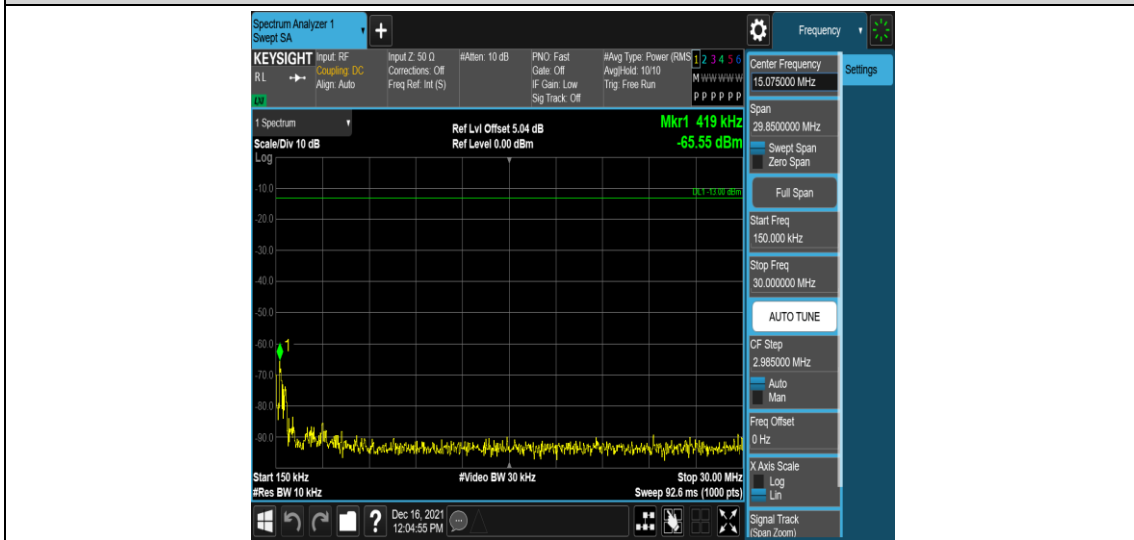 Spectrum Analyzer 1
Swept SA
+
Frequency
KEYSIGHT
RL
LXI
Input: RF
Coupling: DC
Align: Auto
Input Z: 50 Ω
Corrections: Off
Freq Ref: Int (S)
#Atten: 10 dB
PNO: Fast
Gate: Off
IF Gain: Low
Sig Track: Off
#Avg Type: Power (RMS
Avg|Hold: 10/10
Trig: Free Run
1 2 3 4 5 6
M W W W W W
P P P P P P
1 Spectrum
Scale/Div 10 dB
Log
Ref Lvl Offset 5.04 dB
Ref Level 0.00 dBm
Mkr1 419 kHz
-65.55 dBm
DL1 -13.00 dBm
-10.0
-20.0
-30.0
-40.0
-50.0
-60.0
1
-70.0
-80.0
-90.0
Start 150 kHz
#Res BW 10 kHz
#Video BW 30 kHz
Stop 30.00 MHz
Sweep 92.6 ms (1000 pts)
?
Dec 16, 2021
12:04:55 PM
Center Frequency
15.075000 MHz
Settings
Span
29.8500000 MHz
Swept Span
Zero Span
Full Span
Start Freq
150.000 kHz
Stop Freq
30.000000 MHz
AUTO TUNE
CF Step
2.985000 MHz
Auto
Man
Freq Offset
0 Hz
X Axis Scale
Log
Lin
Signal Track
(Span Zoom)